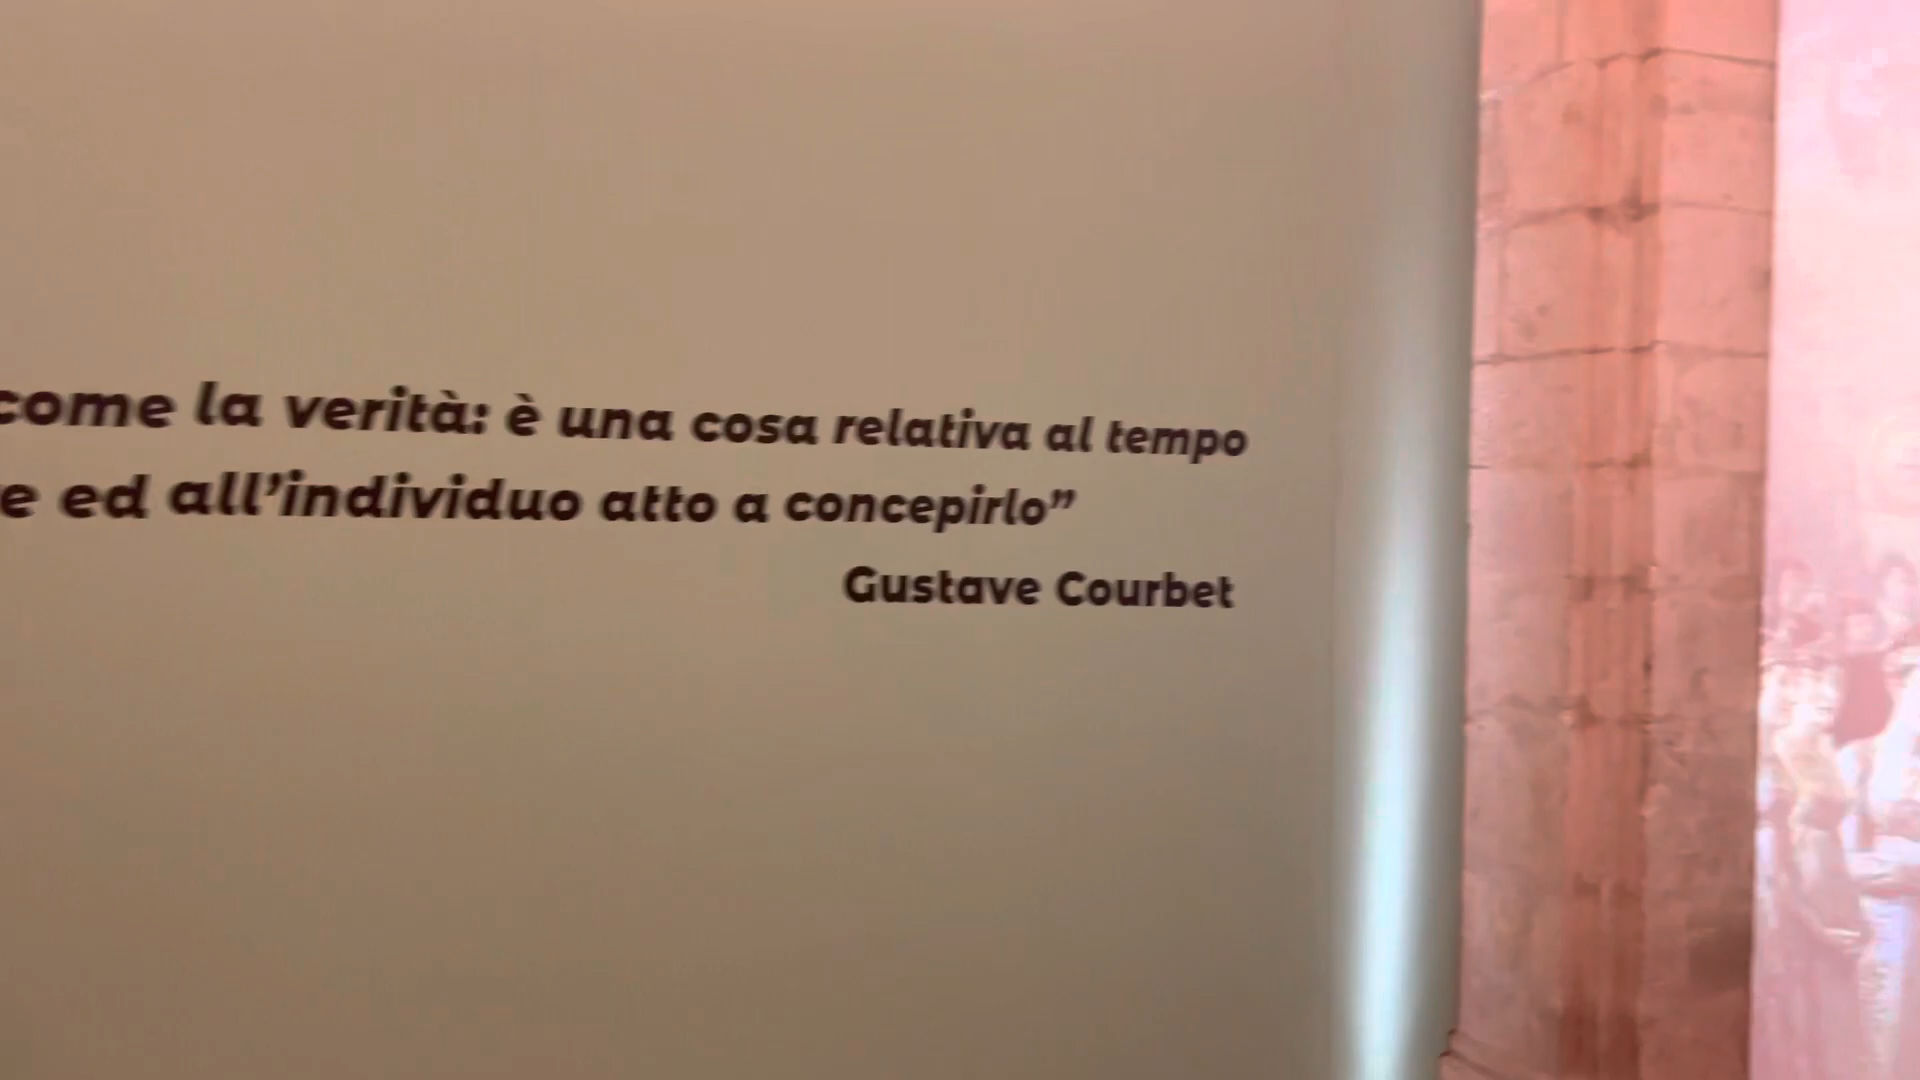 come la verità: è una cosa relativa al tempo
ed all’individuo atto a concepirlo”
Gustave Courbet